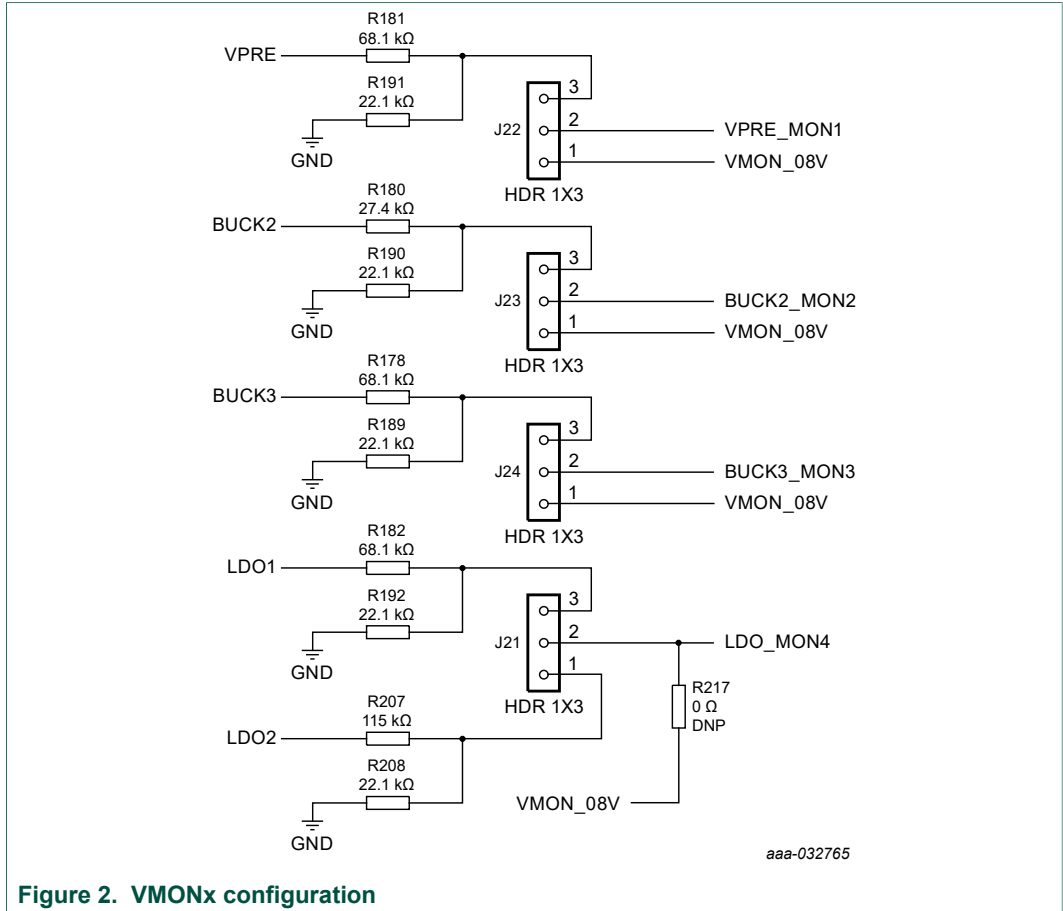 R181
68.1 kΩ
VPRE
R191
22.1 kΩ
GND
J22
3
2
1
VPRE_MON1
VMON_08V
HDR 1X3
R180
27.4 kΩ
BUCK2
R190
22.1 kΩ
GND
J23
3
2
1
BUCK2_MON2
VMON_08V
HDR 1X3
R178
68.1 kΩ
BUCK3
R189
22.1 kΩ
GND
J24
3
2
1
BUCK3_MON3
VMON_08V
HDR 1X3
R182
68.1 kΩ
LDO1
R192
22.1 kΩ
GND
J21
3
2
1
LDO_MON4
HDR 1X3
R217
0 Ω
DNP
R207
115 kΩ
LDO2
R208
22.1 kΩ
GND
VMON_08V
aaa-032765
Figure 2. VMONx configuration